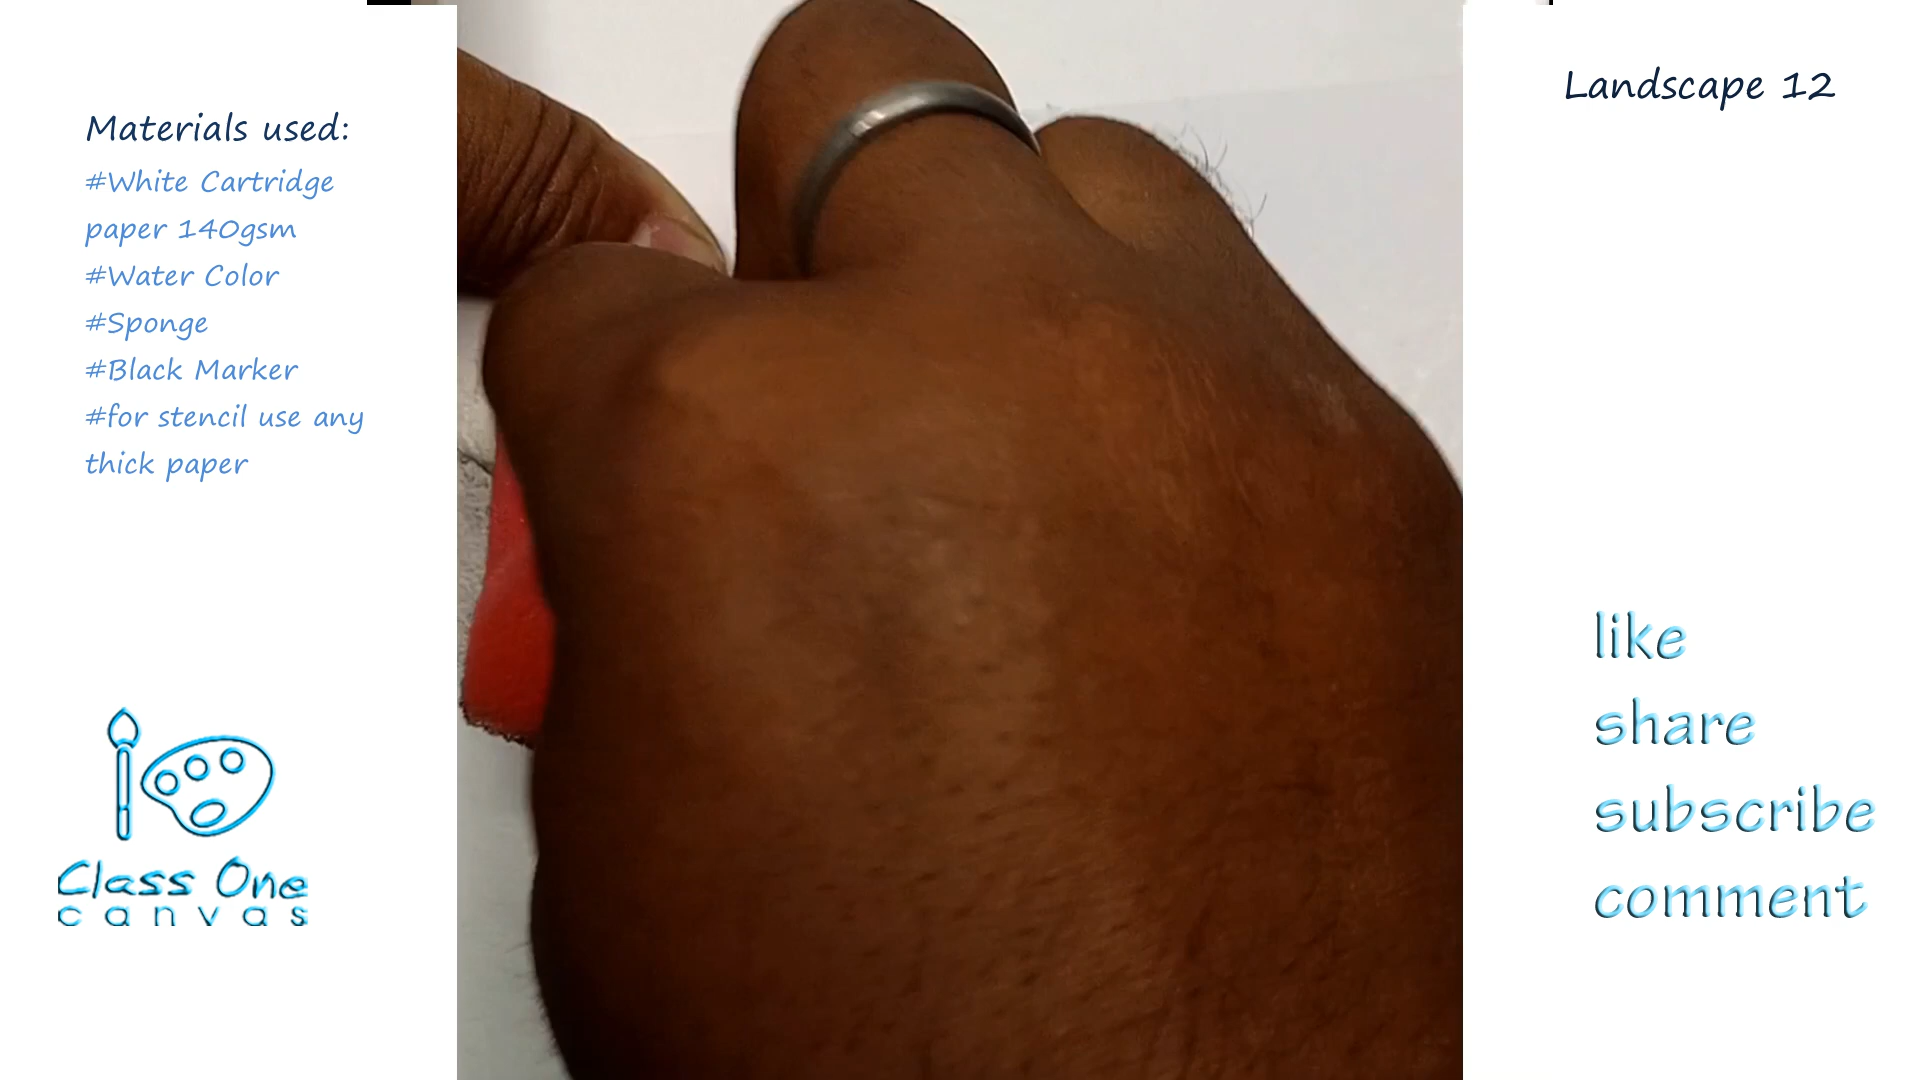 Materials used:
#White Cartridge
paper 140gsm
#Water Color
#Sponge
#Black Marker
#for stencil use any
thick paper
Class One
canvas
Landscape 12
like
share
subscribe
comment